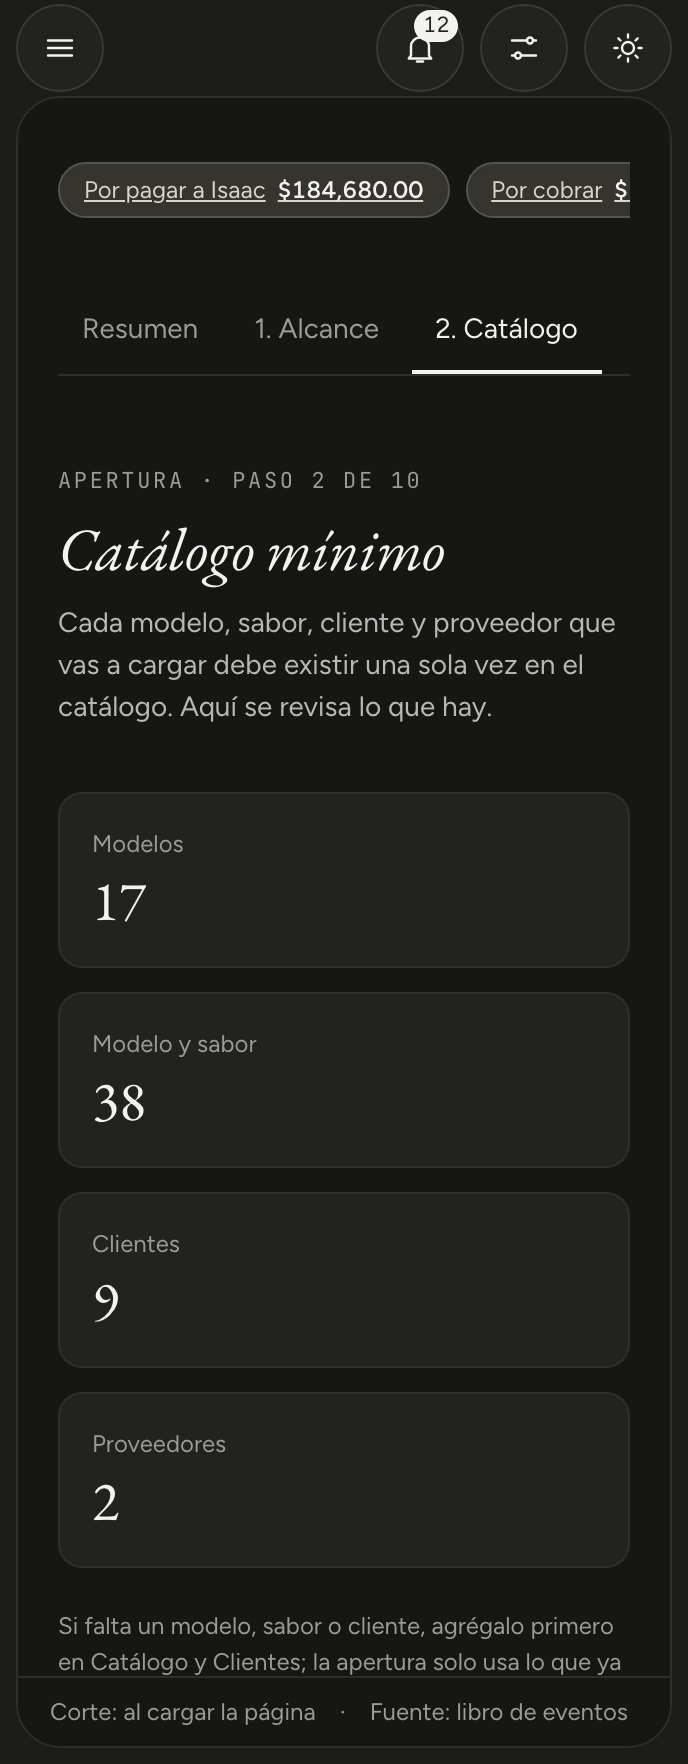 12
Por pagar a Isaac $184,680.00
Por cobrar $
Resumen
1. Alcance
2. Catálogo
APERTURA · PASO 2 DE 10
Catálogo mínimo
Cada modelo, sabor, cliente y proveedor que
vas a cargar debe existir una sola vez en el
catálogo. Aquí se revisa lo que hay.
Modelos
17
Modelo y sabor
38
Clientes
9
Proveedores
2
Si falta un modelo, sabor o cliente, agrégalo primero
en Catálogo y Clientes; la apertura solo usa lo que ya
Corte: al cargar la página · Fuente: libro de eventos